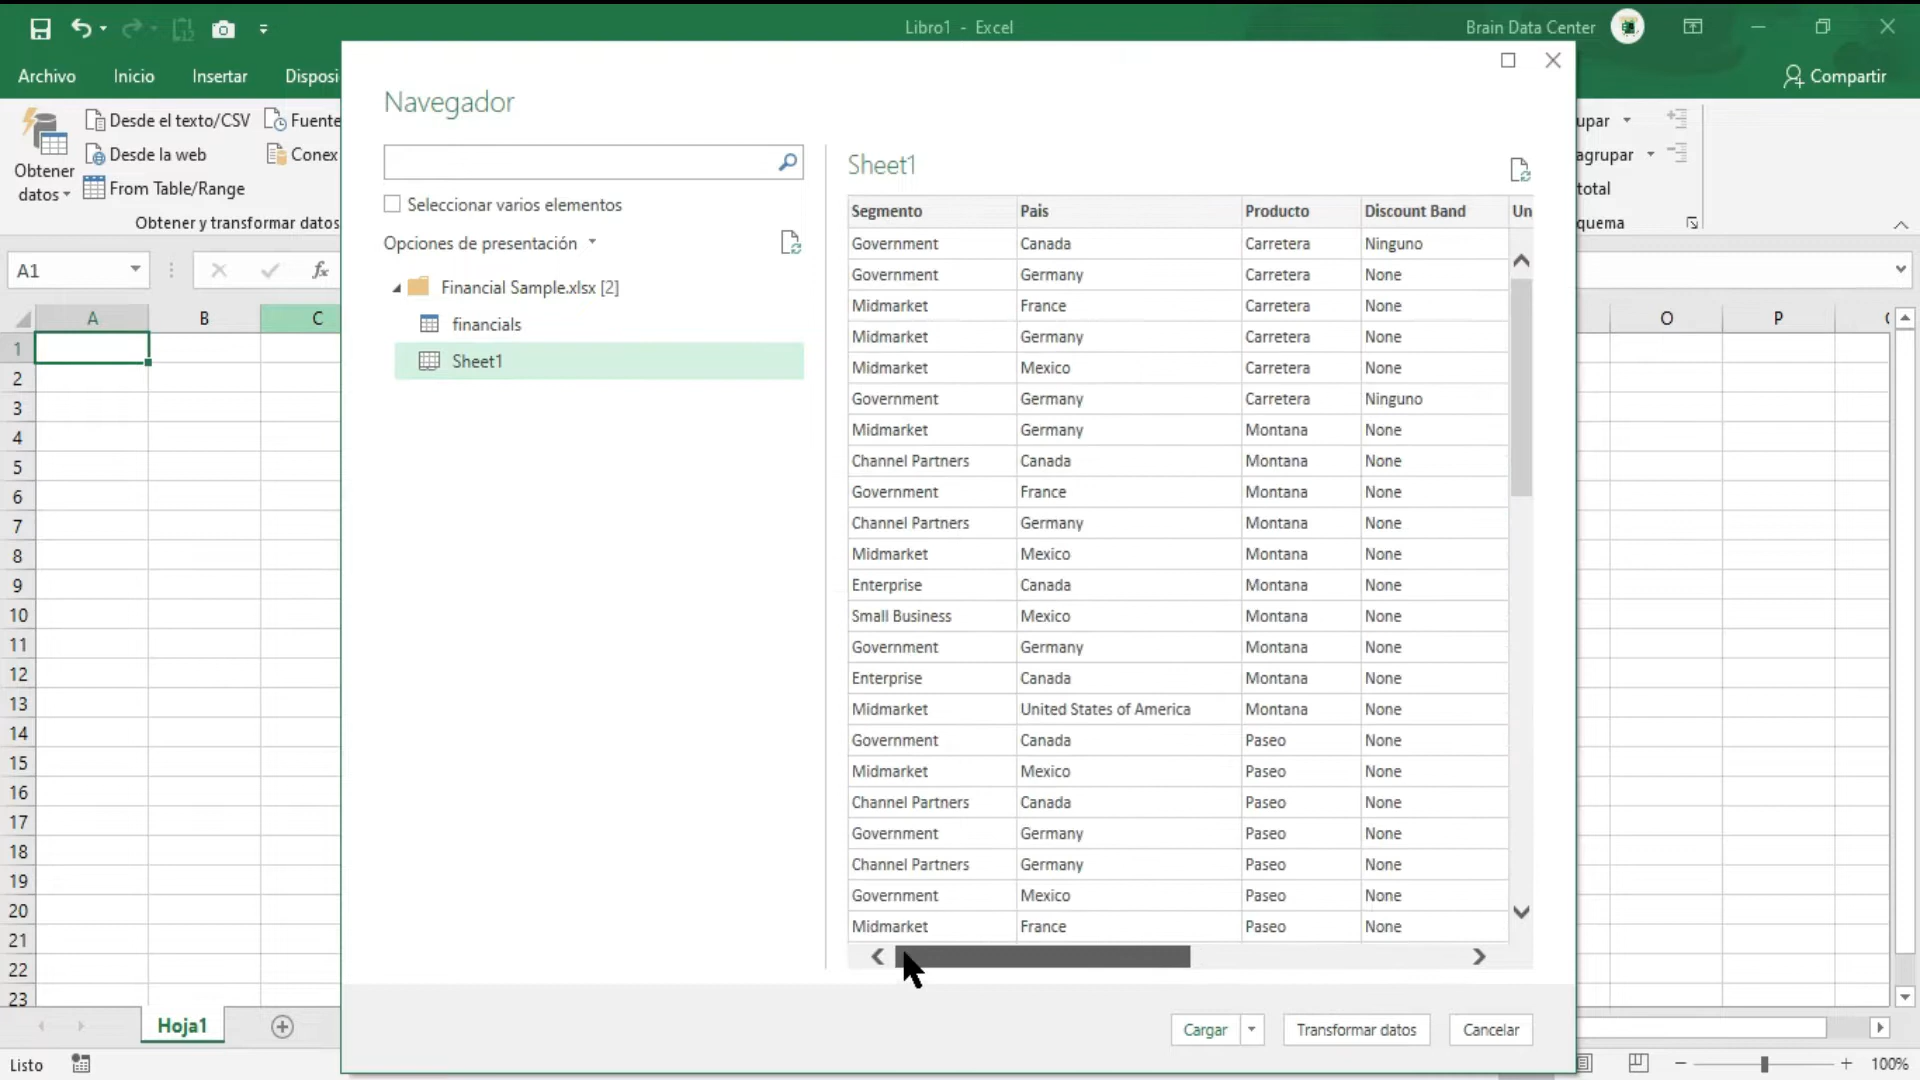 Libro1 - Excel
Brain Data Center
Archivo
Inicio
Insertar
Disposi
Compartir
Obtener
datos
Desde el texto/CSV
Desde la web
From Table/Range
Fuente
Conex
Obtener y transformar datos
upar
agrupar
total
quema
A1
fx
A
B
C
O
P
1
2
3
4
5
6
7
8
9
10
11
12
13
14
15
16
17
18
19
20
21
22
23
Navegador
Seleccionar varios elementos
Opciones de presentación
Financial Sample.xlsx [2]
financials
Sheet1
Sheet1
Segmento Pais Producto Discount Band Un
Government Canada Carretera Ninguno
Government Germany Carretera None
Midmarket France Carretera None
Midmarket Germany Carretera None
Midmarket Mexico Carretera None
Government Germany Carretera Ninguno
Midmarket Germany Montana None
Channel Partners Canada Montana None
Government France Montana None
Channel Partners Germany Montana None
Midmarket Mexico Montana None
Enterprise Canada Montana None
Small Business Mexico Montana None
Government Germany Montana None
Enterprise Canada Montana None
Midmarket United States of America Montana None
Government Canada Paseo None
Midmarket Mexico Paseo None
Channel Partners Canada Paseo None
Government Germany Paseo None
Channel Partners Germany Paseo None
Government Mexico Paseo None
Midmarket France Paseo None
Cargar
Transformar datos
Cancelar
Hoja1
Listo
100%